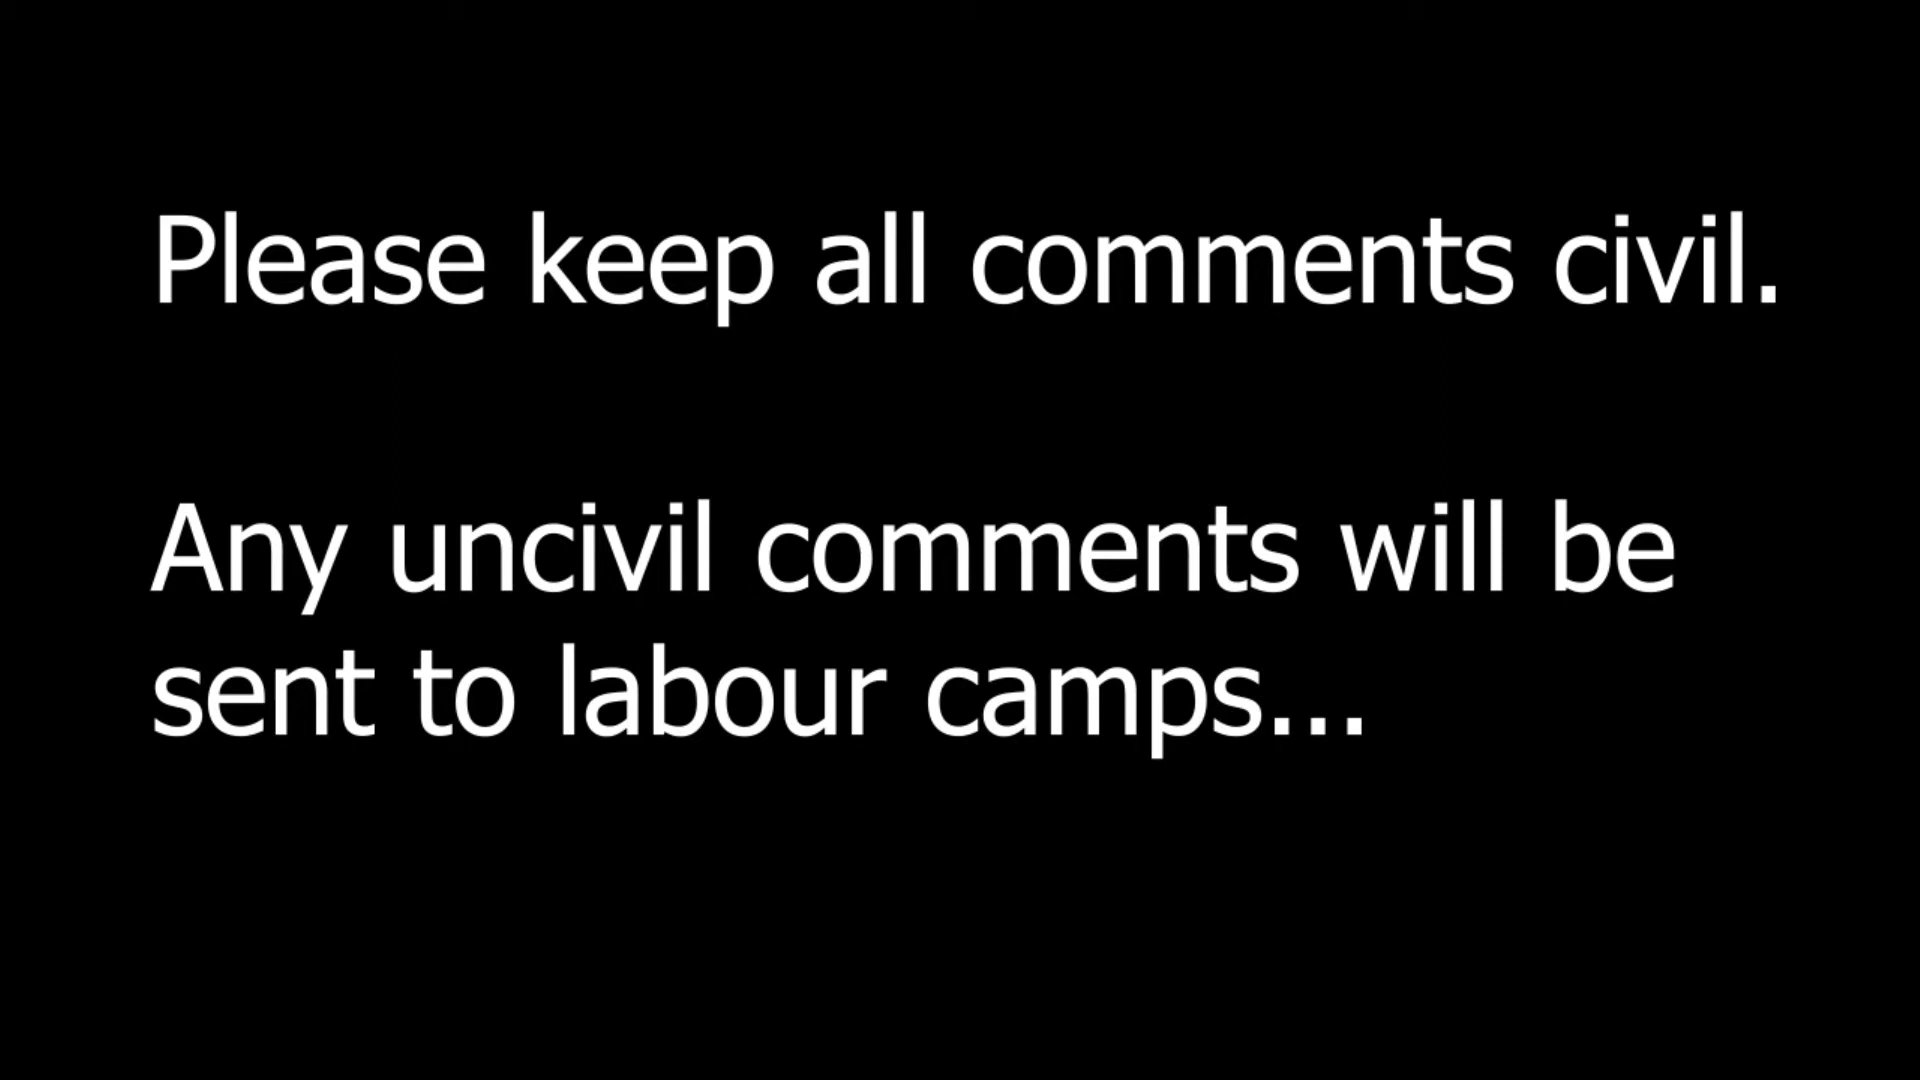 Please keep all comments civil.
Any uncivil comments will be
sent to labour camps...